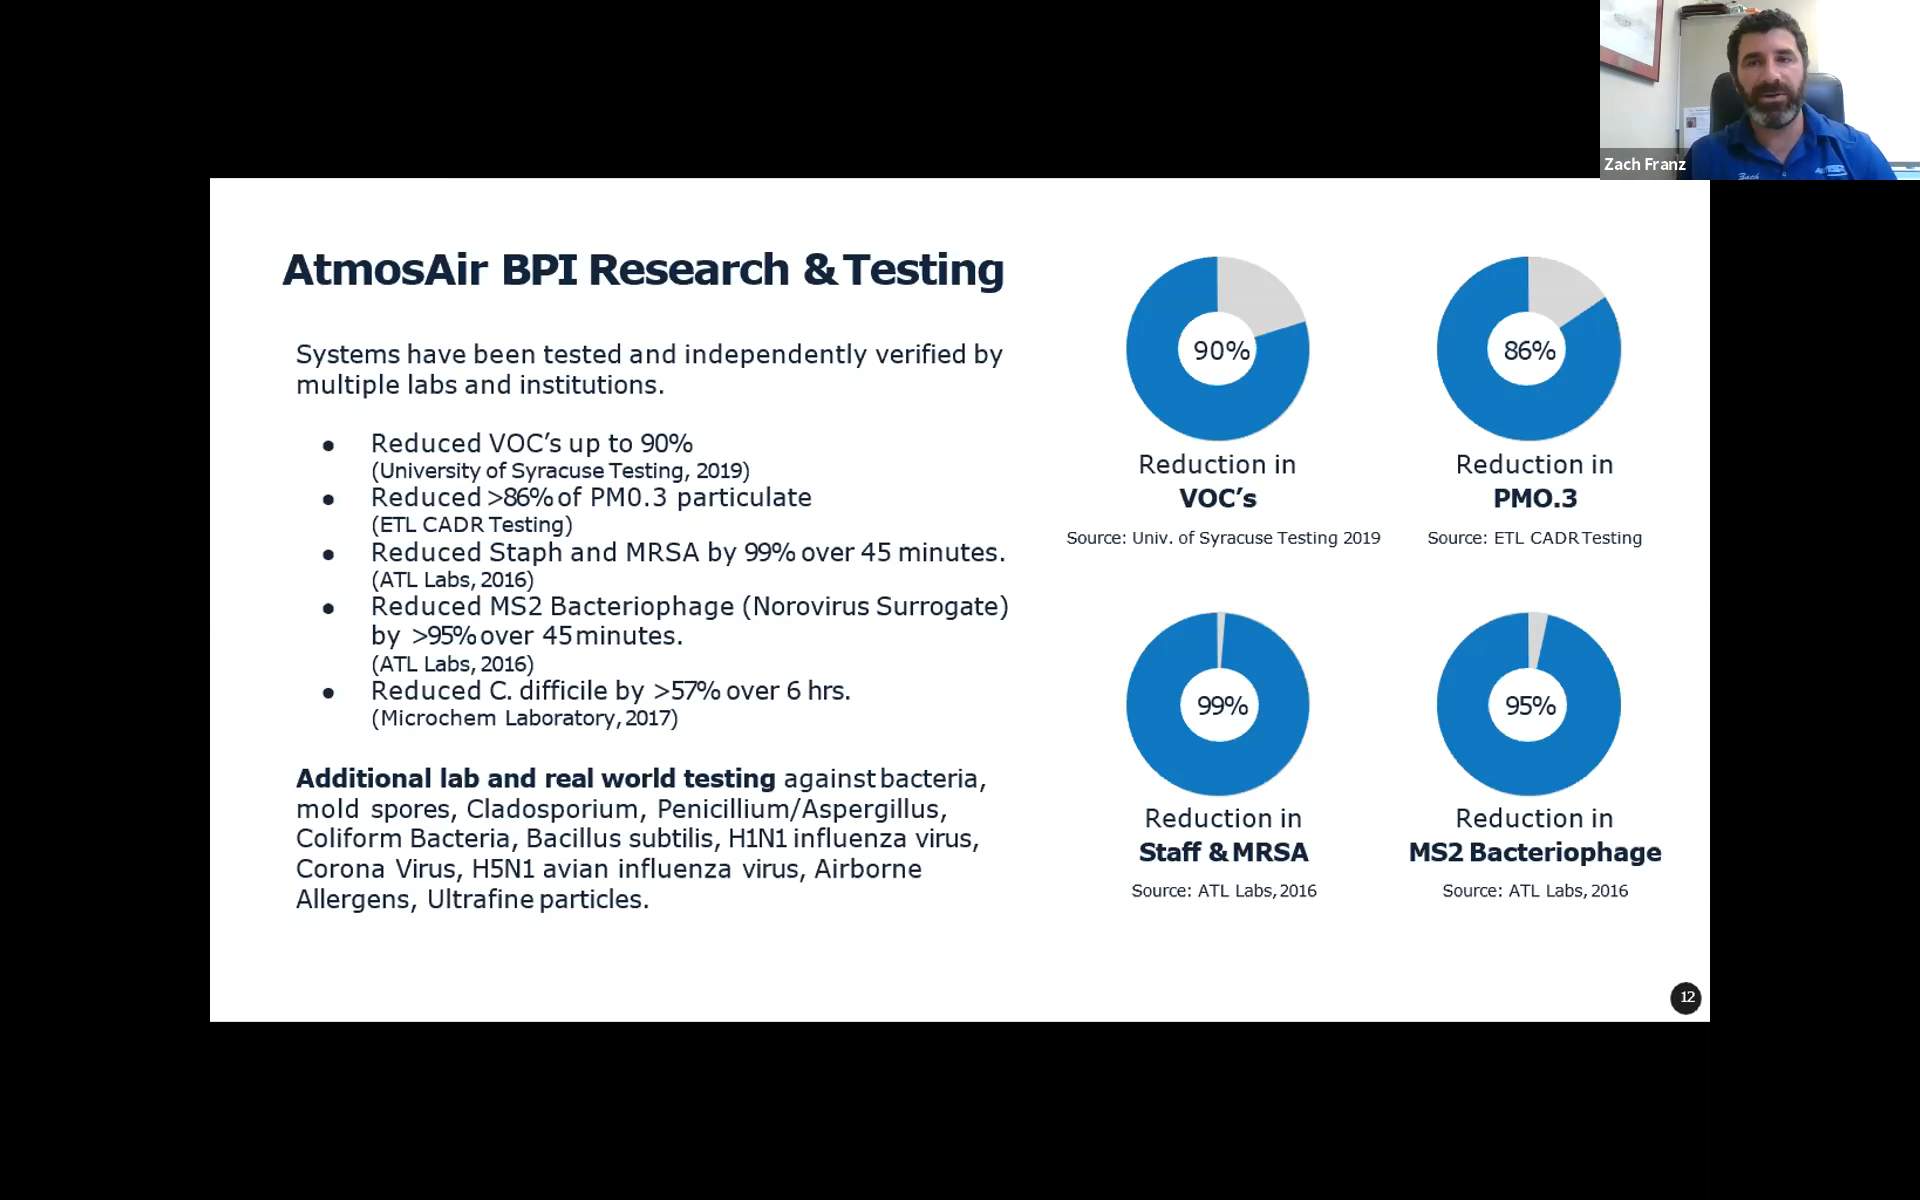 Zach Franz
AtmosAir BPI Research & Testing
Systems have been tested and independently verified by
multiple labs and institutions.
● Reduced VOC’s up to 90%
(University of Syracuse Testing, 2019)
● Reduced >86% of PM0.3 particulate
(ETL CADR Testing)
● Reduced Staph and MRSA by 99% over 45 minutes.
(ATL Labs, 2016)
● Reduced MS2 Bacteriophage (Norovirus Surrogate)
by >95% over 45 minutes.
(ATL Labs, 2016)
● Reduced C. difficile by >57% over 6 hrs.
(Microchem Laboratory, 2017)
Additional lab and real world testing against bacteria,
mold spores, Cladosporium, Penicillium/Aspergillus,
Coliform Bacteria, Bacillus subtilis, H1N1 influenza virus,
Corona Virus, H5N1 avian influenza virus, Airborne
Allergens, Ultrafine particles.
90%
Reduction in
VOC’s
Source: Univ. of Syracuse Testing 2019
86%
Reduction in
PMO.3
Source: ETL CADR Testing
99%
Reduction in
Staff & MRSA
Source: ATL Labs, 2016
95%
Reduction in
MS2 Bacteriophage
Source: ATL Labs, 2016
12